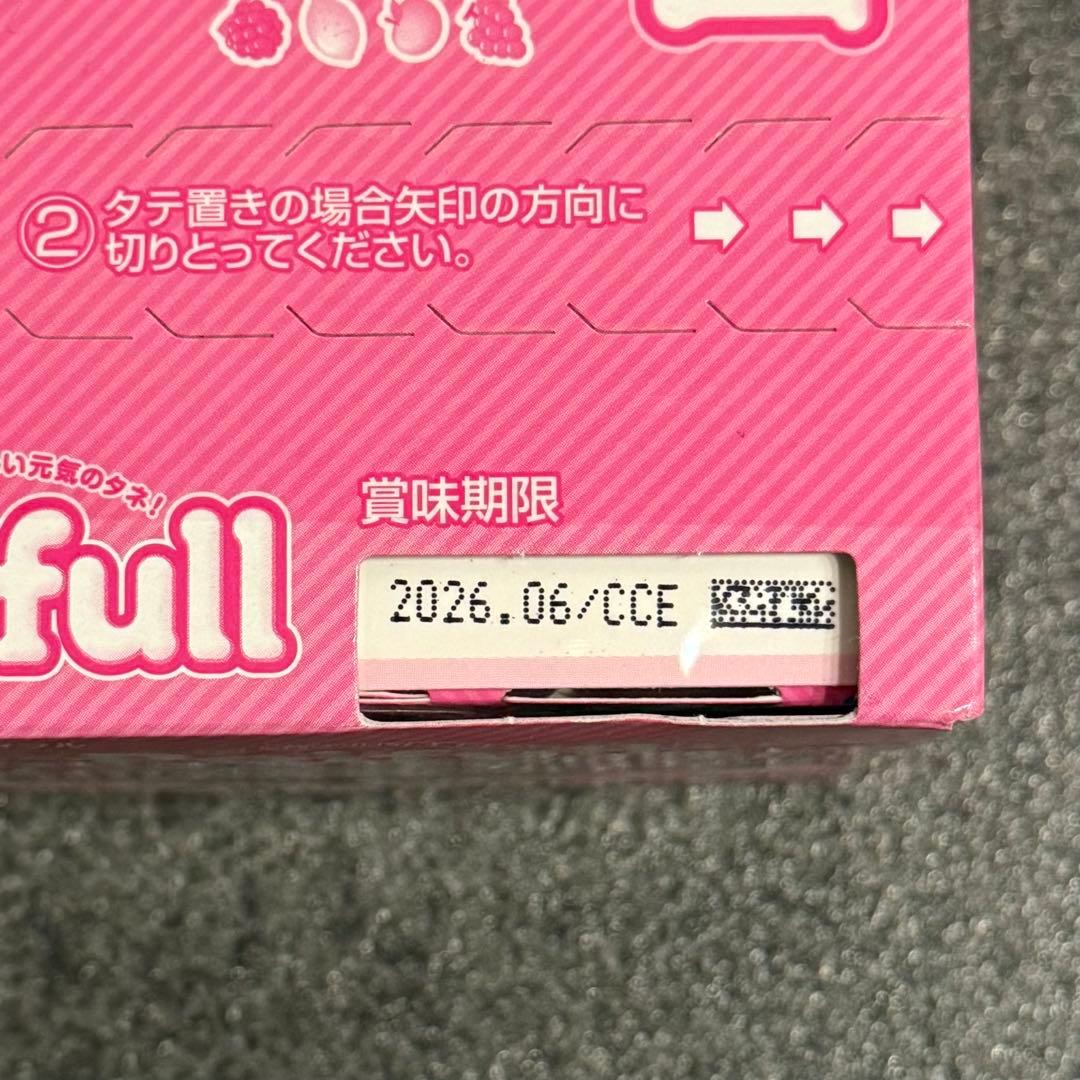 ② タテ置きの場合矢印の方向に
切りとってください。
い元気のタネ!
full
賞味期限
2026.06/CCE